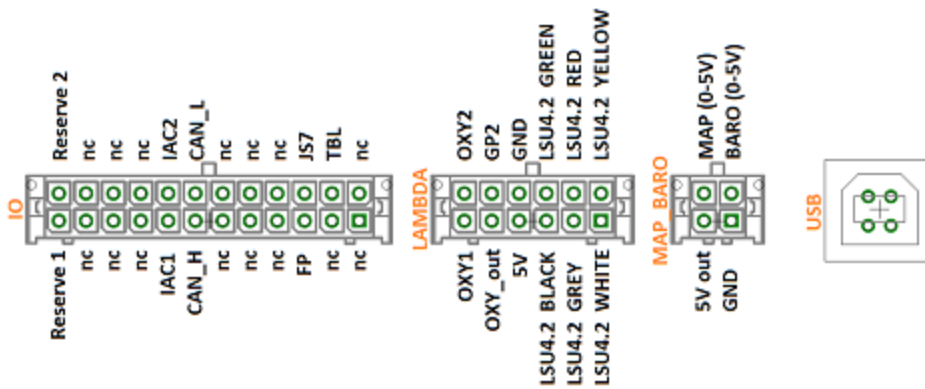 IO
Reserve 2
nc
nc
nc
IAC2
CAN_L
nc
nc
nc
JS7
TBL
nc
Reserve 1
nc
nc
nc
IAC1
CAN_H
nc
nc
nc
FP
nc
nc
LAMBDA
OXY2
GP2
GND
LSU4.2 GREEN
LSU4.2 RED
LSU4.2 YELLOW
OXY1
OXY_out
5V
LSU4.2 BLACK
LSU4.2 GREY
LSU4.2 WHITE
MAP_BARO
MAP (0-5V)
BARO (0-5V)
5V out
GND
USB